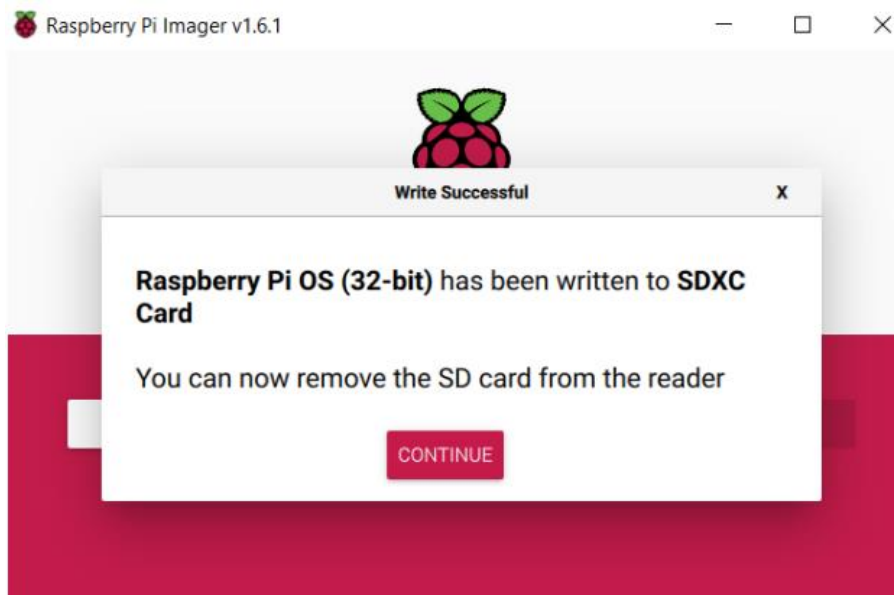 Raspberry Pi Imager v1.6.1
Write Successful
X
Raspberry Pi OS (32-bit) has been written to SDXC
Card
You can now remove the SD card from the reader
CONTINUE